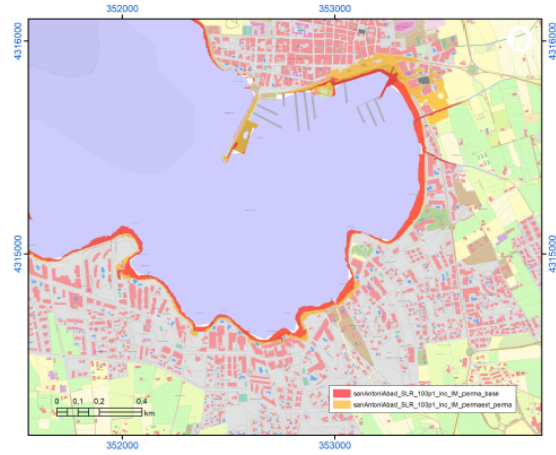 352000 353000
4316000 4316000
4315000 4315000
sanAntoniAbad_SLR_100p1_inc_IM_perma_base
sanAntoniAbad_SLR_100p1_inc_IM_permaext_perma
0 0,1 0,2 0,4
km
352000 353000